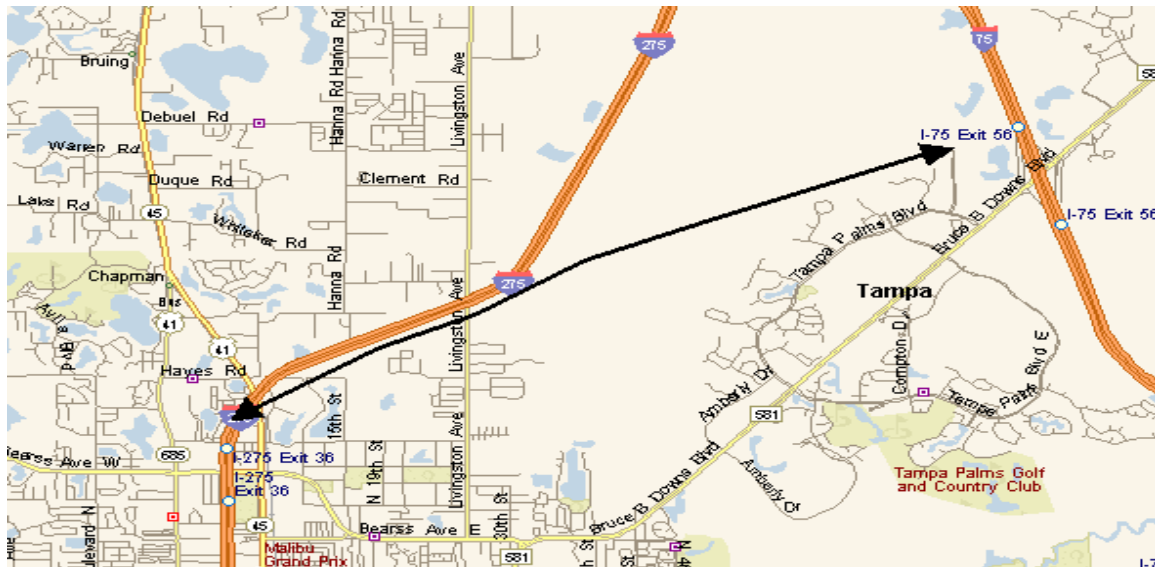 275
75
58
Bruing
Hanna Rd
Hanna Rd
Livingston Ave
Debuel Rd
I-75 Exit 56
Warren Rd
Clement Rd
Duque Rd
Lake Rd
45
Whitaker Rd
Hanna Rd
Tampa Palms Blvd
Bruce B Downs Blvd
I-75 Exit 56
Chapman
Bus
41
275
Livingston Ave
Tampa
41
Hayes Rd
Compton D
Blvd E
Amberly Dr
Tampa Palms
15th St
Livingston Ave
581
685
I-275 Exit 36
Bearss Ave W
I-275
Exit 36
N 19th St
30th St
Bruce B Downs Blvd
Amberly Dr
Tampa Palms Golf
and Country Club
45
Bearss Ave E
581
Malibu
Grand Prix